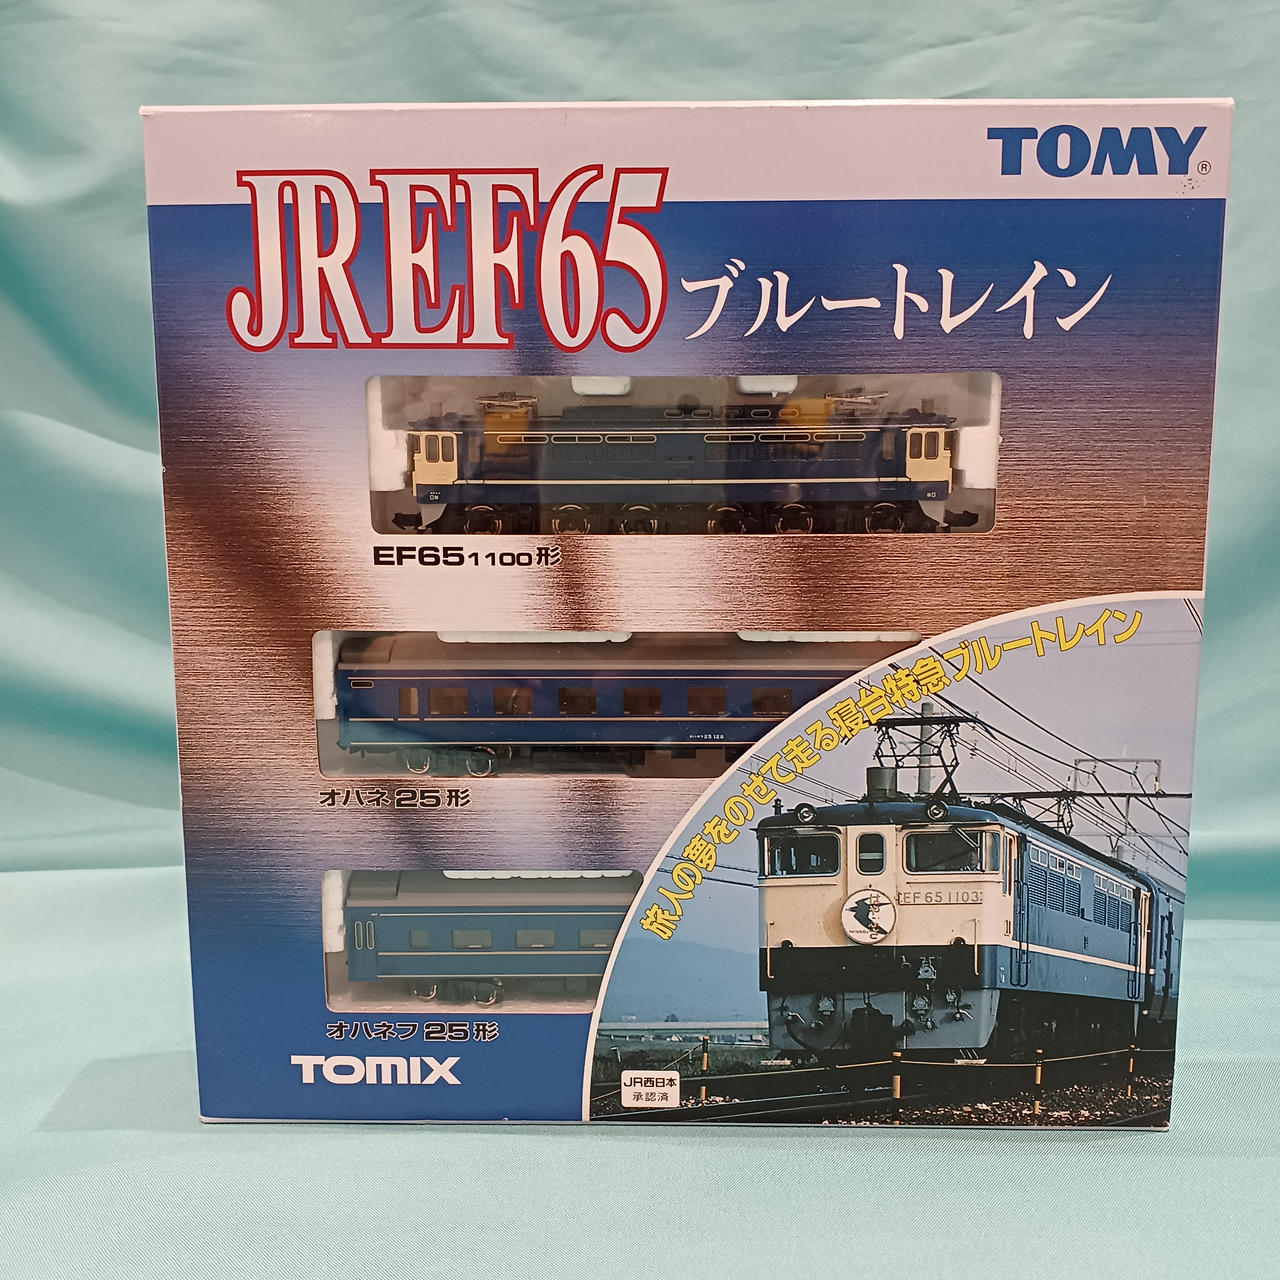 TOMY®
JR EF65 ブルートレイン
EF65 1100形
旅人の夢をのせて走る寝台特急ブルートレイン
オハネ25形
EF65 1103
オハネフ25形
TOMIX
JR西日本
承認済